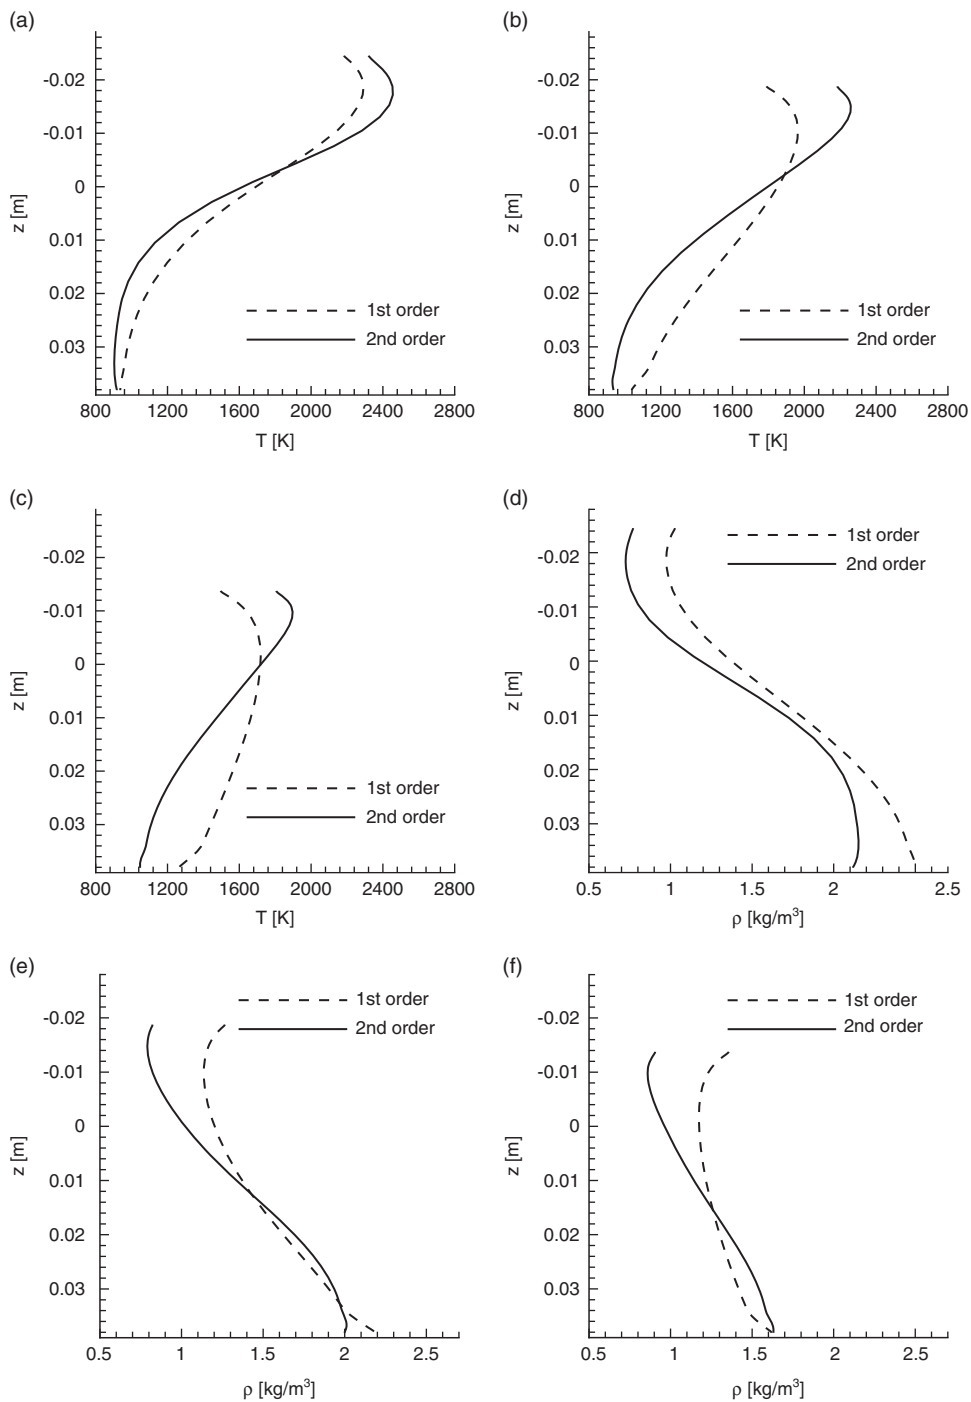 (a)
-0.02
-0.01
0
0.01
0.02
0.03
z [m]
1st order
2nd order
800 1200 1600 2000 2400 2800
T [K]
(b)
-0.02
-0.01
0
0.01
0.02
0.03
z [m]
1st order
2nd order
800 1200 1600 2000 2400 2800
T [K]
(c)
-0.02
-0.01
0
0.01
0.02
0.03
z [m]
1st order
2nd order
800 1200 1600 2000 2400 2800
T [K]
(d)
1st order
2nd order
-0.02
-0.01
0
0.01
0.02
0.03
z [m]
0.5 1 1.5 2 2.5
ρ [kg/m³]
(e)
1st order
2nd order
-0.02
-0.01
0
0.01
0.02
0.03
z [m]
0.5 1 1.5 2 2.5
ρ [kg/m³]
(f)
1st order
2nd order
-0.02
-0.01
0
0.01
0.02
0.03
z [m]
0.5 1 1.5 2 2.5
ρ [kg/m³]